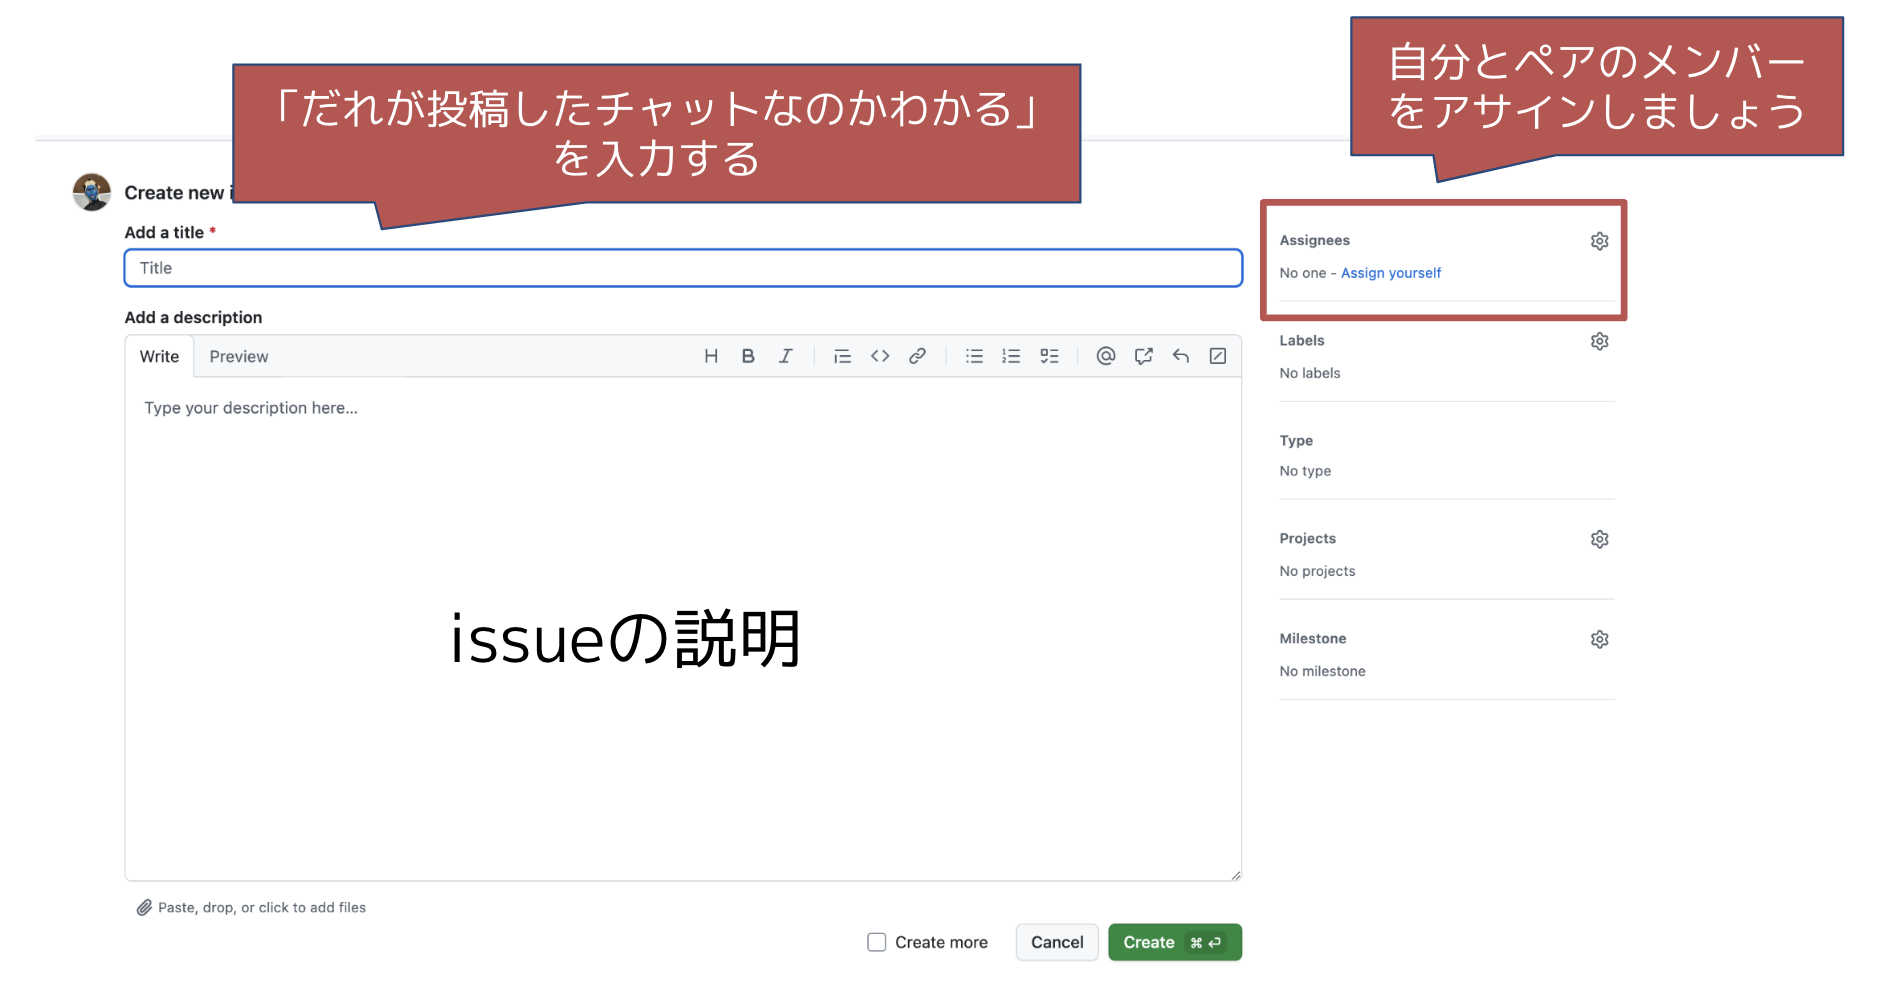 「だれが投稿したチャットなのかわかる」
を入力する
自分とペアのメンバー
をアサインしましょう
Create new i
Add a title *
Title
Add a description
Write Preview
Type your description here...
issueの説明
Paste, drop, or click to add files
Create more Cancel Create ⌘ ⏎
Assignees
No one - Assign yourself
Labels
No labels
Type
No type
Projects
No projects
Milestone
No milestone